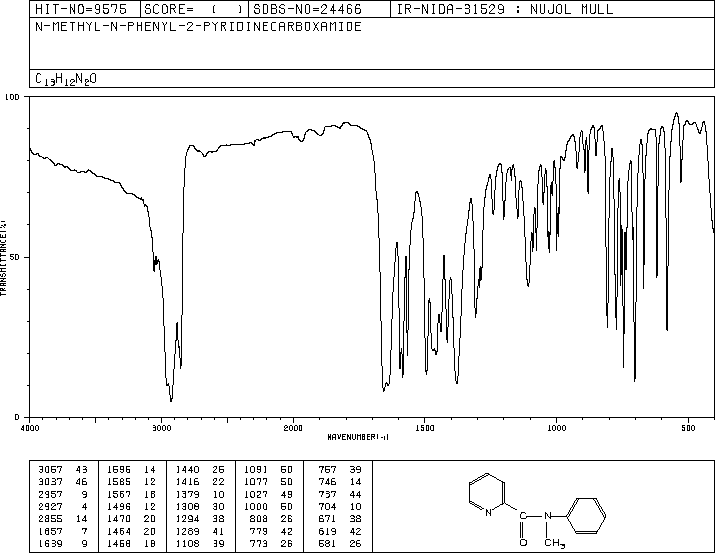 HIT-NO=9575 SCORE= ( ) SDBS-NO=24466 IR-NIDA-31529 : NUJOL MULL
N-METHYL-N-PHENYL-2-PYRIDINECARBOXAMIDE
C13H12N2O
100
50
0
TRANSMITTANCE(%)
4000 3000 2000 1500 1000 500
WAVENUMBER(-1)
3067 43 1596 14 1440 26 1091 50 767 39
3037 46 1585 12 1416 22 1077 50 746 14
2957 9 1567 18 1379 10 1027 49 737 44
2927 4 1496 12 1308 30 1000 50 704 10
2855 14 1470 20 1294 38 808 26 671 38
1657 7 1464 20 1289 41 779 42 619 42
1639 9 1458 19 1108 39 773 26 581 26
N C N
O CH3